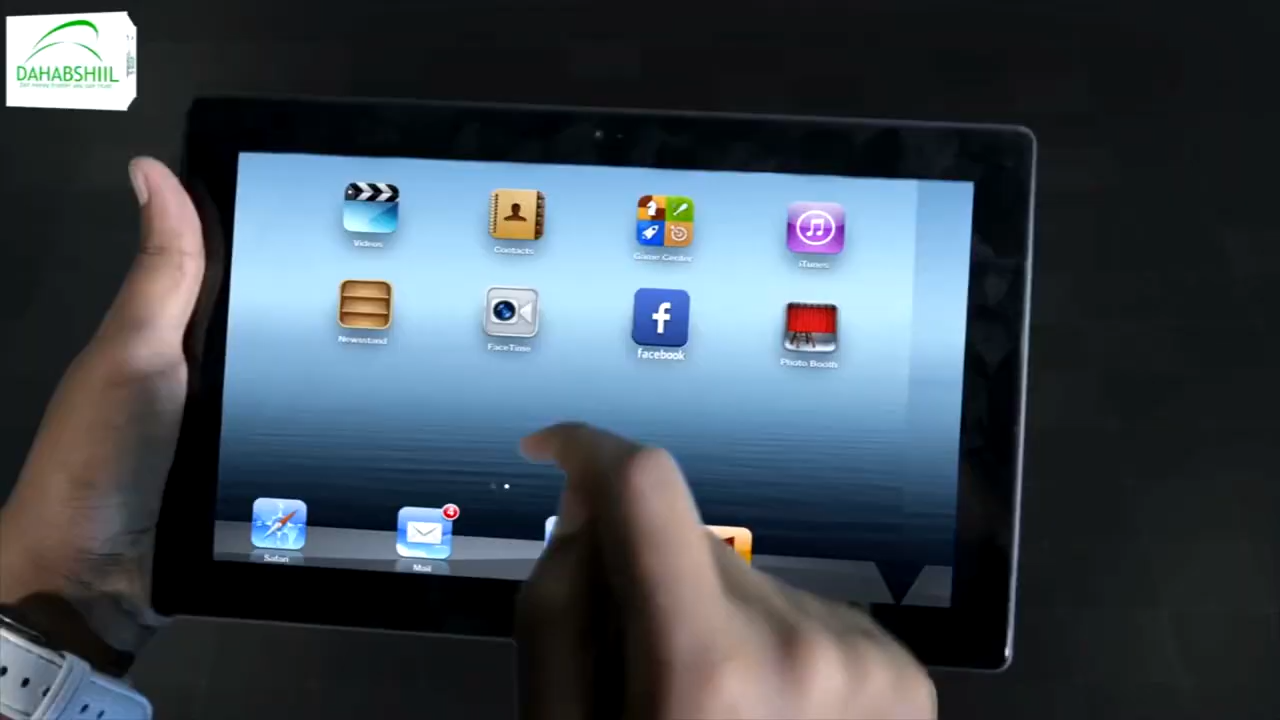 DAHABSHIIL
Videos
Contacts
Game Center
iTunes
Newsstand
FaceTime
facebook
Photo Booth
4
Safari
Mail